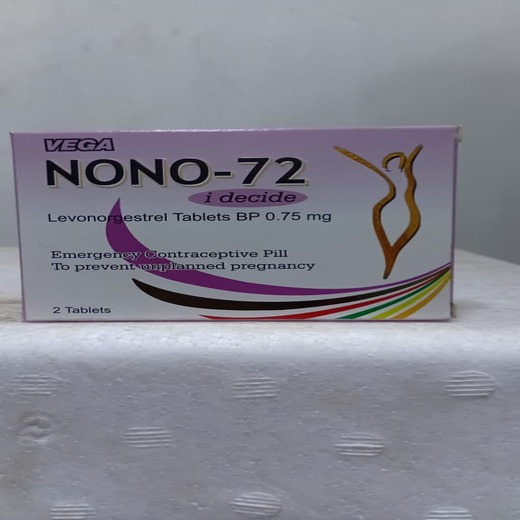 VEGA
NONO-72
i decide
Levonorgestrel Tablets BP 0.75 mg
Emergency Contraceptive Pill
To prevent unplanned pregnancy
2 Tablets